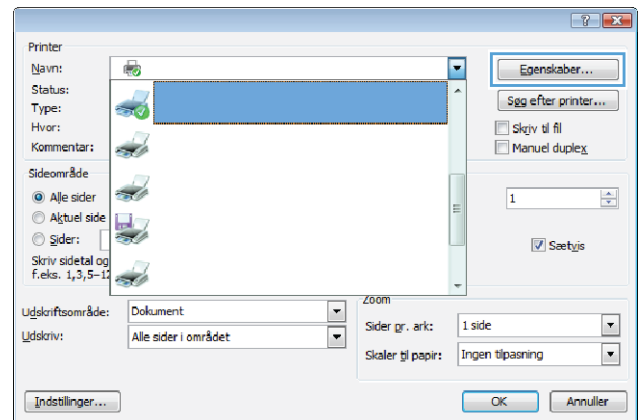 Printer
Navn:
Egenskaber...
Status:
Type:
Søg efter printer...
Hvor:
Skriv til fil
Kommentar:
Manuel duplex
Sideområde
Alle sider
1
Aktuel side
Sider:
Sætvis
Skriv sidetal og
f.eks. 1,3,5–12
Zoom
Udskriftsområde:
Dokument
Sider pr. ark:
1 side
Udskriv:
Alle sider i området
Skaler til papir:
Ingen tilpasning
Indstillinger...
OK
Annuller